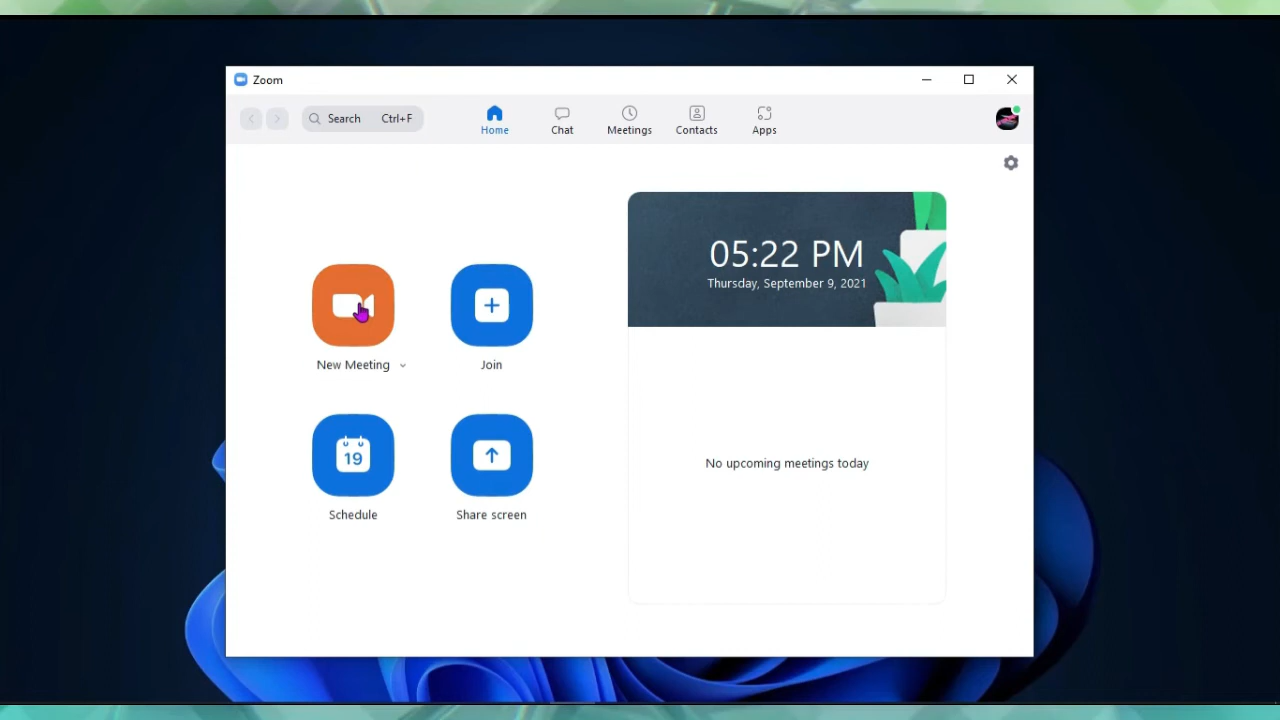 Zoom
Search Ctrl+F
Home
Chat
Meetings
Contacts
Apps
05:22 PM
Thursday, September 9, 2021
New Meeting
Join
19
Schedule
Share screen
No upcoming meetings today